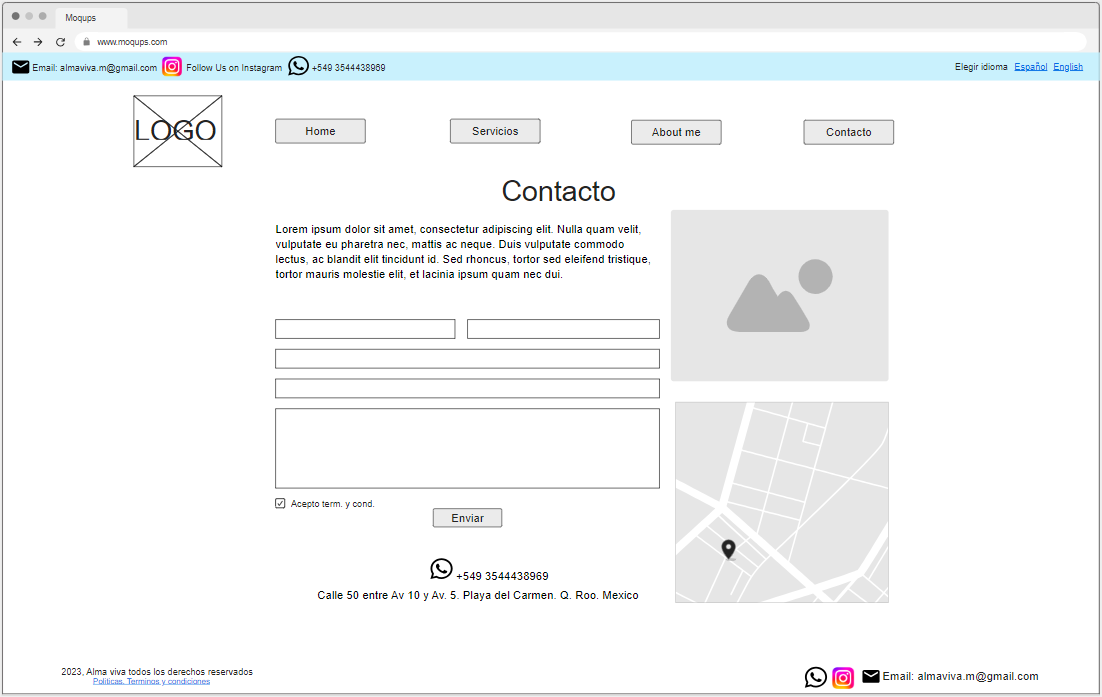 Moqups
www.moqups.com
Email: almaviva.m@gmail.com Follow Us on Instagram +549 3544438969 Elegir idioma Español English
LOGO
Home Servicios About me Contacto
Contacto
Lorem ipsum dolor sit amet, consectetur adipiscing elit. Nulla quam velit,
vulputate eu pharetra nec, mattis ac neque. Duis vulputate commodo
lectus, ac blandit elit tincidunt id. Sed rhoncus, tortor sed eleifend tristique,
tortor mauris molestie elit, et lacinia ipsum quam nec dui.
Acepto term. y cond.
Enviar
+549 3544438969
Calle 50 entre Av 10 y Av. 5. Playa del Carmen. Q. Roo. Mexico
2023, Alma viva todos los derechos reservados
Politicas. Terminos y condiciones
Email: almaviva.m@gmail.com